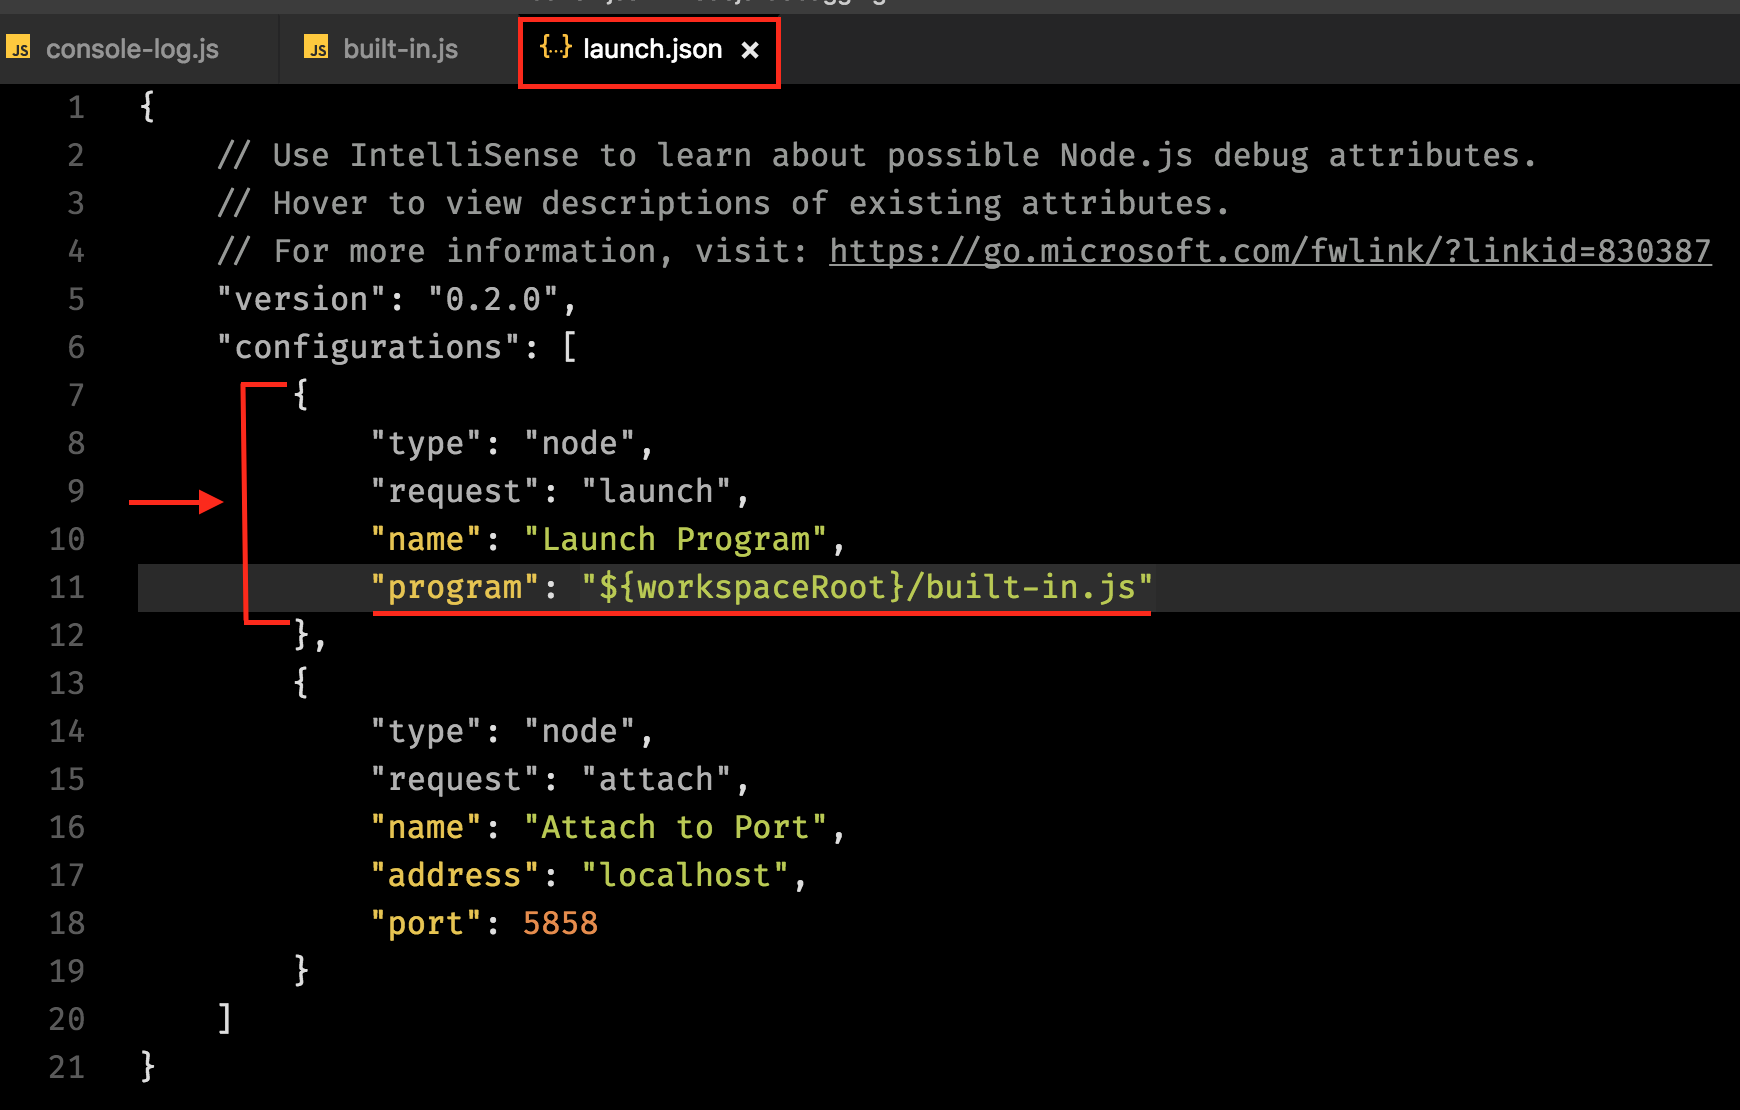 JS console-log.js JS built-in.js {...} launch.json ×
1 {
2 // Use IntelliSense to learn about possible Node.js debug attributes.
3 // Hover to view descriptions of existing attributes.
4 // For more information, visit: https://go.microsoft.com/fwlink/?linkid=830387
5 "version": "0.2.0",
6 "configurations": [
7 {
8 "type": "node",
9 "request": "launch",
10 "name": "Launch Program",
11 "program": "${workspaceRoot}/built-in.js"
12 },
13 {
14 "type": "node",
15 "request": "attach",
16 "name": "Attach to Port",
17 "address": "localhost",
18 "port": 5858
19 }
20 ]
21 }